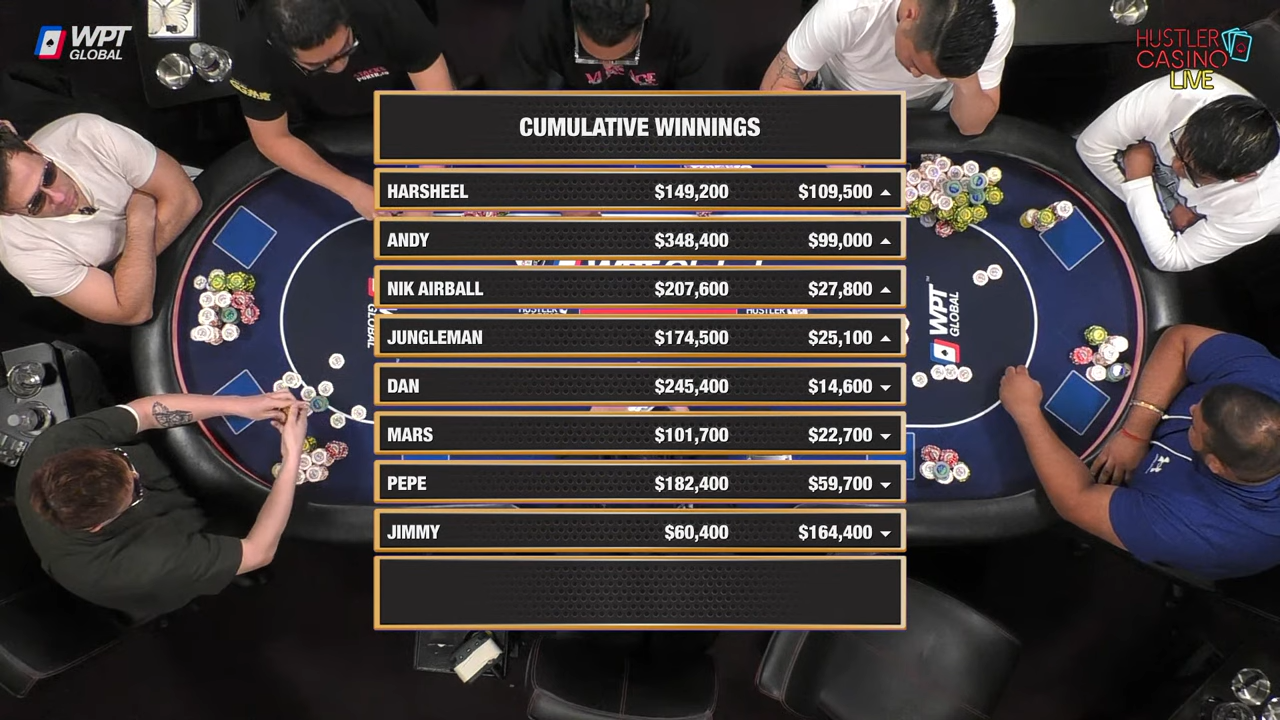 WPT
GLOBAL
HUSTLER
CASINO
LIVE
CUMULATIVE WINNINGS
HARSHEEL $149,200 $109,500
ANDY $348,400 $99,000
NIK AIRBALL $207,600 $27,800
JUNGLEMAN $174,500 $25,100
DAN $245,400 $14,600
MARS $101,700 $22,700
PEPE $182,400 $59,700
JIMMY $60,400 $164,400
WPT
GLOBAL